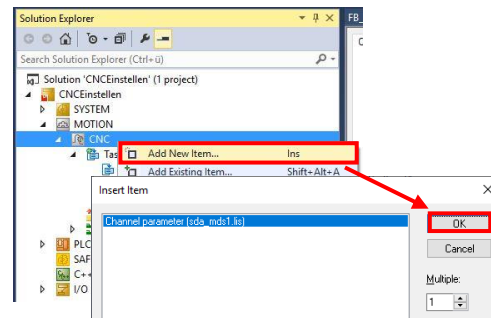 Solution Explorer
FB_
C
Search Solution Explorer (Ctrl+ü)
Solution 'CNCEinstellen' (1 project)
CNCEinstellen
SYSTEM
MOTION
CNC
Tas
Add New Item... Ins
Add Existing Item... Shift+Alt+A
Insert Item
Channel parameter (sda_mds1.lis)
OK
Cancel
Multiple:
1
PLC
SAF
C++
I/O